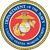 DEPARTMENT OF THE NAVY
UNITED STATES MARINE CORPS